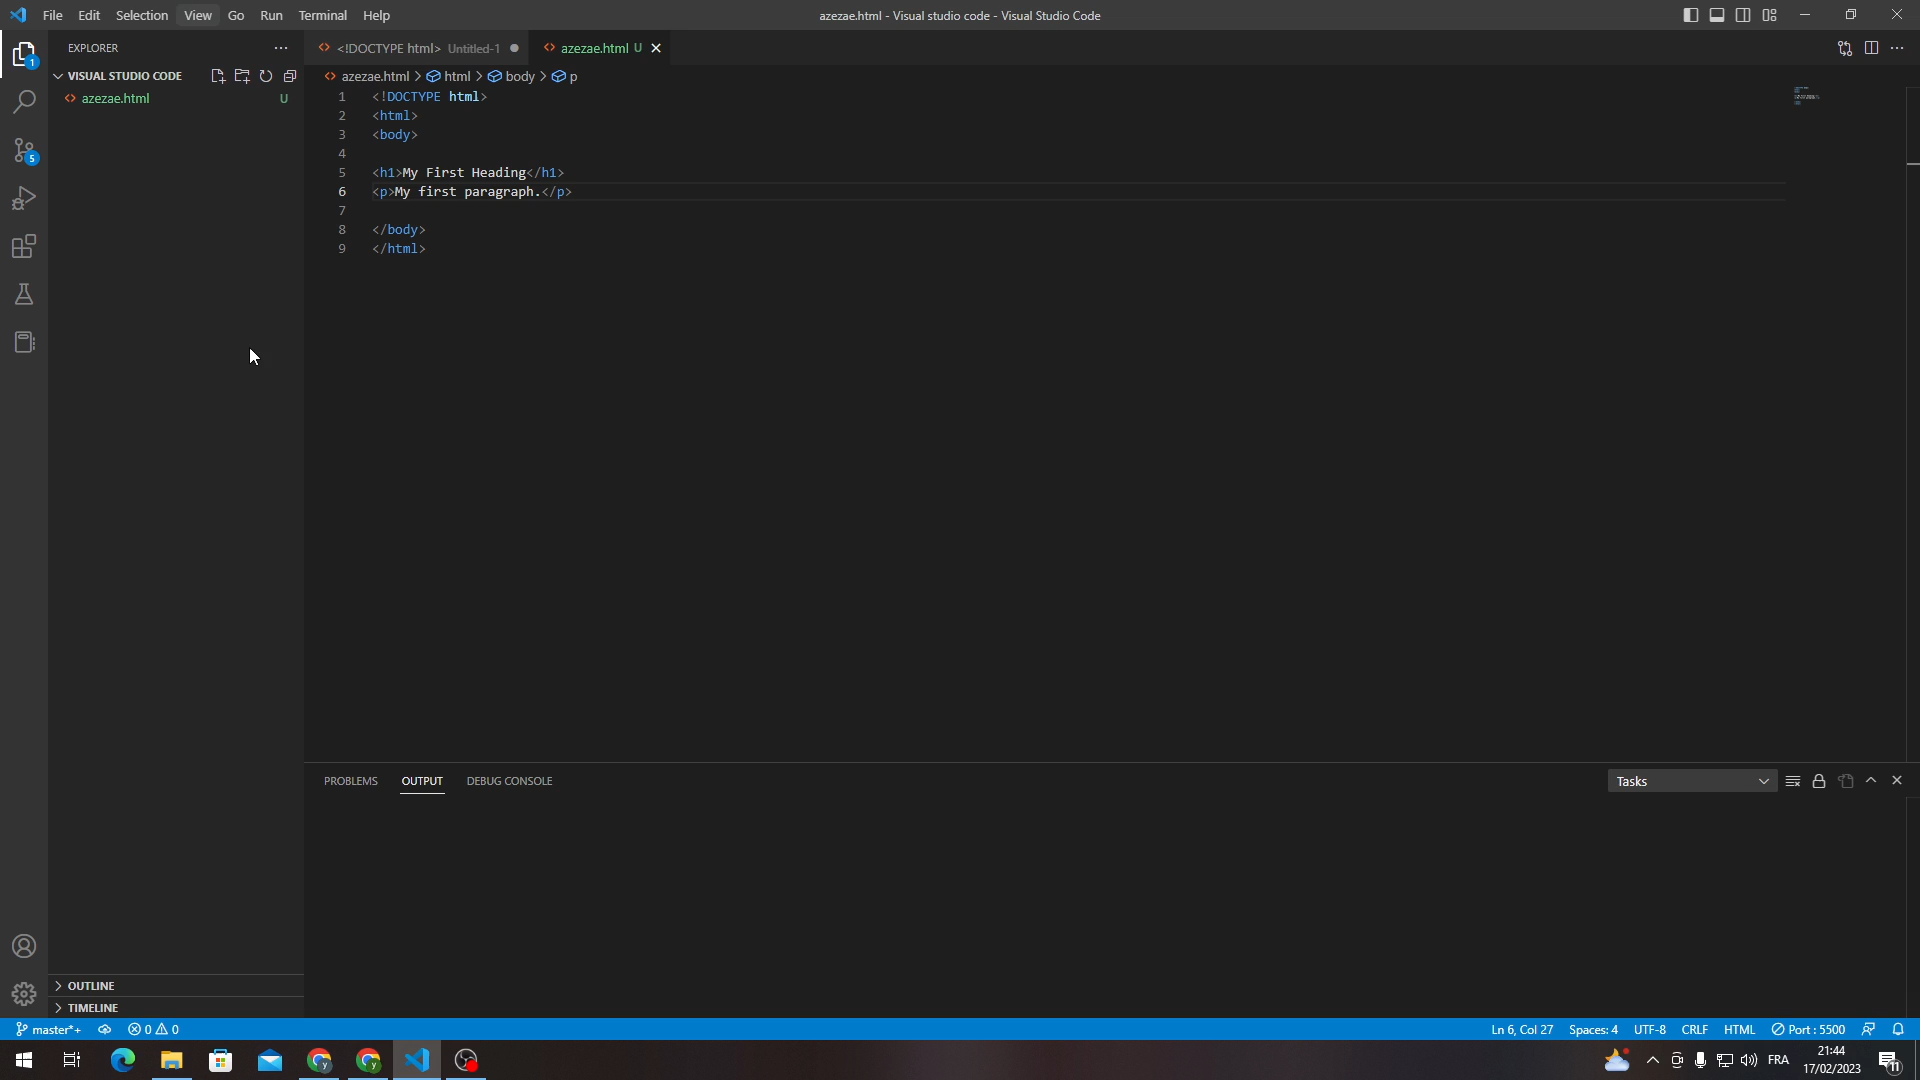 File Edit Selection View Go Run Terminal Help
azezae.html - Visual studio code - Visual Studio Code
EXPLORER
<!DOCTYPE html> Untitled-1
azezae.html U
VISUAL STUDIO CODE
azezae.html > html > body > p
azezae.html U
1 <!DOCTYPE html>
2 <html>
3 <body>
4
5 <h1>My First Heading</h1>
6 <p>My first paragraph.</p>
7
8 </body>
9 </html>
PROBLEMS OUTPUT DEBUG CONSOLE
Tasks
OUTLINE
TIMELINE
master*+ 0 0
Ln 6, Col 27 Spaces: 4 UTF-8 CRLF HTML Port : 5500
1
5
FRA
21:44
17/02/2023
11